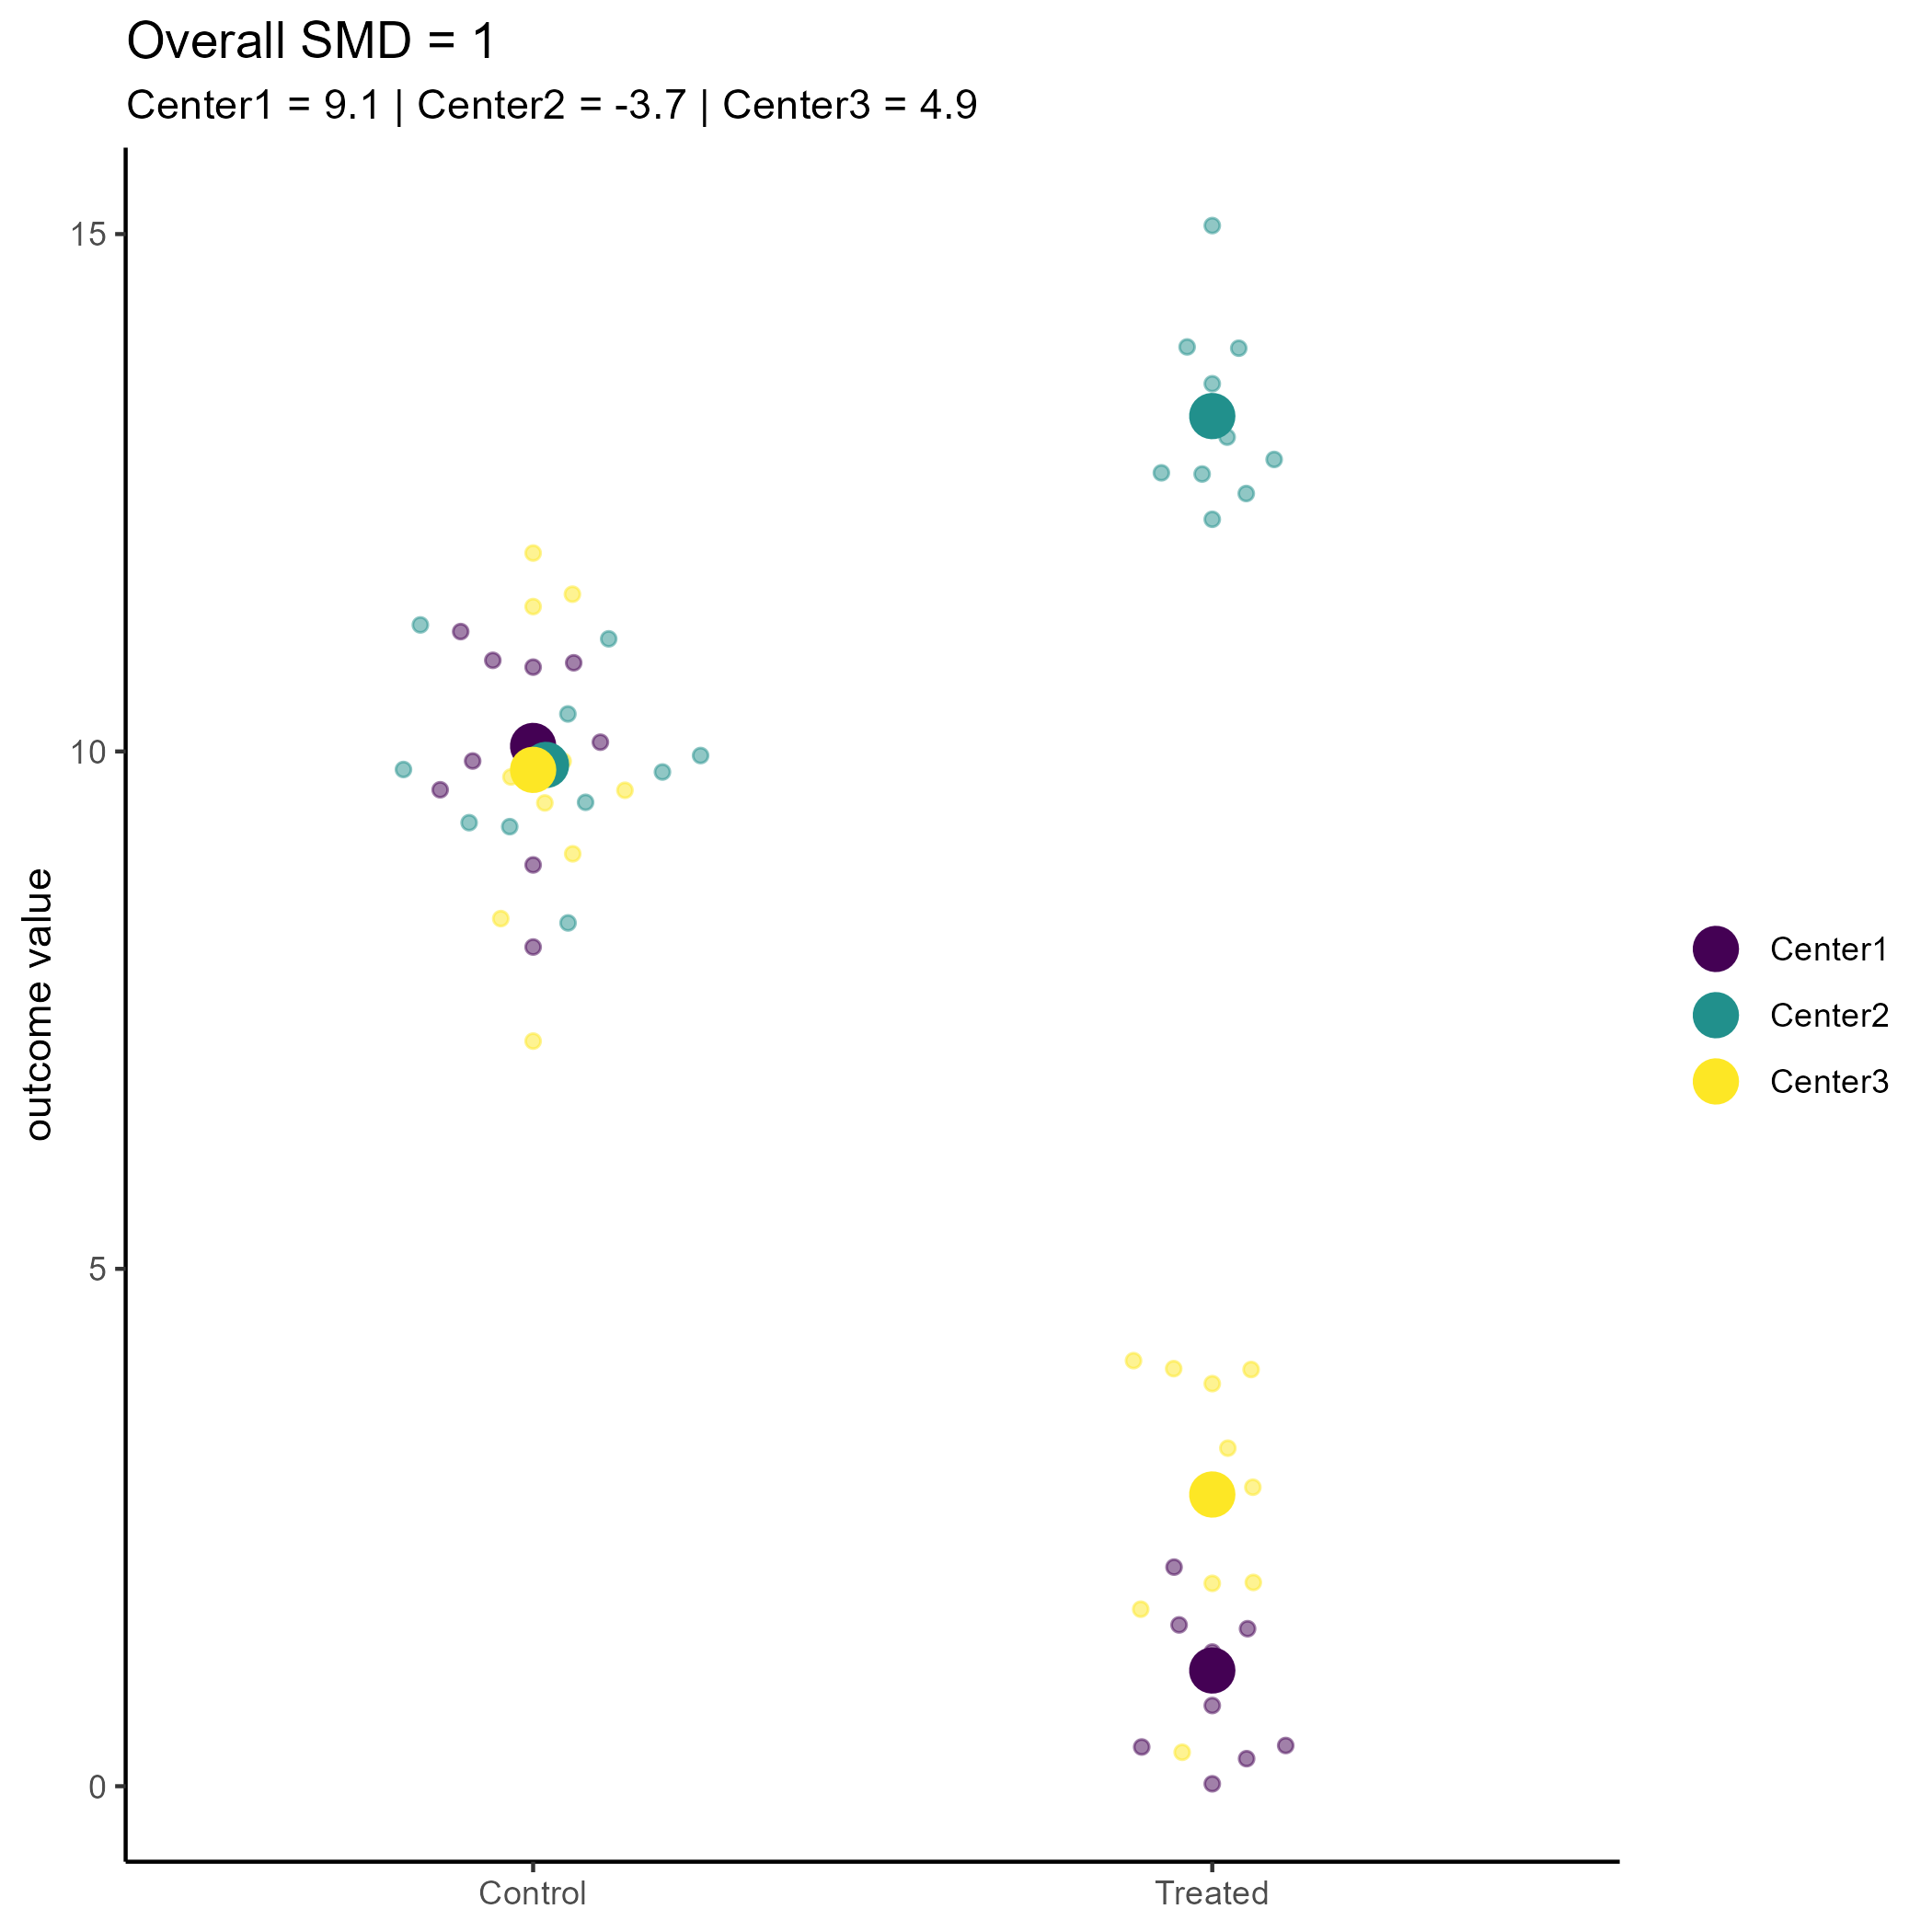 Overall SMD = 1
Center1 = 9.1 | Center2 = -3.7 | Center3 = 4.9
15
10
5
0
outcome value
Control
Treated
Center1
Center2
Center3